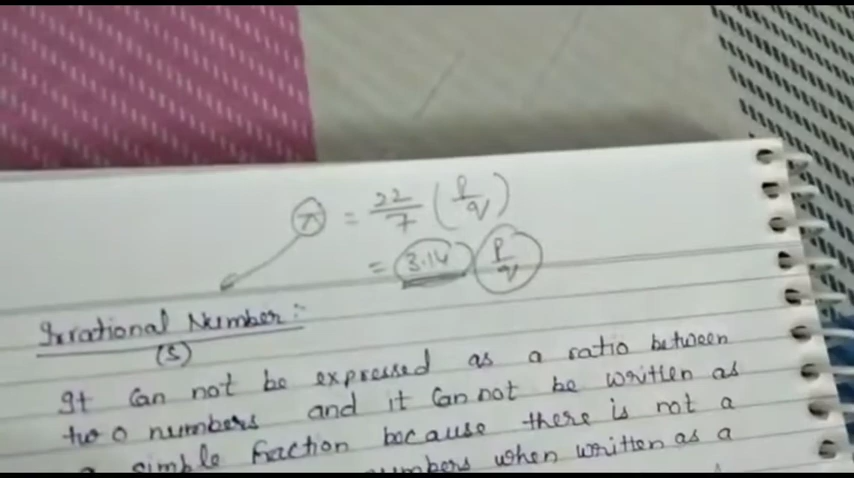 π = 22/7 (p/q)
= 3.14 p/q
Irrational Number :-
(s)
It can not be expressed as a ratio between
two numbers and it can not be written as
a simple fraction because there is not a
numbers when written as a